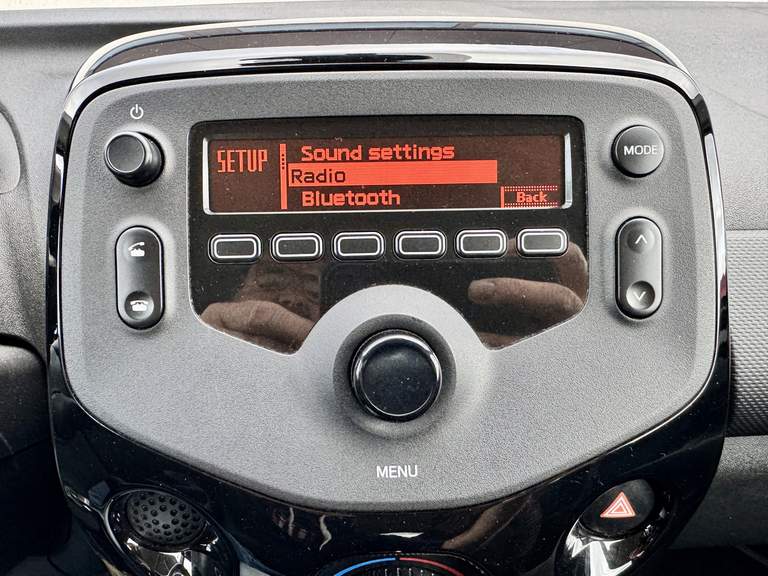 SETUP
Sound settings
Radio
Bluetooth
Back
MODE
MENU